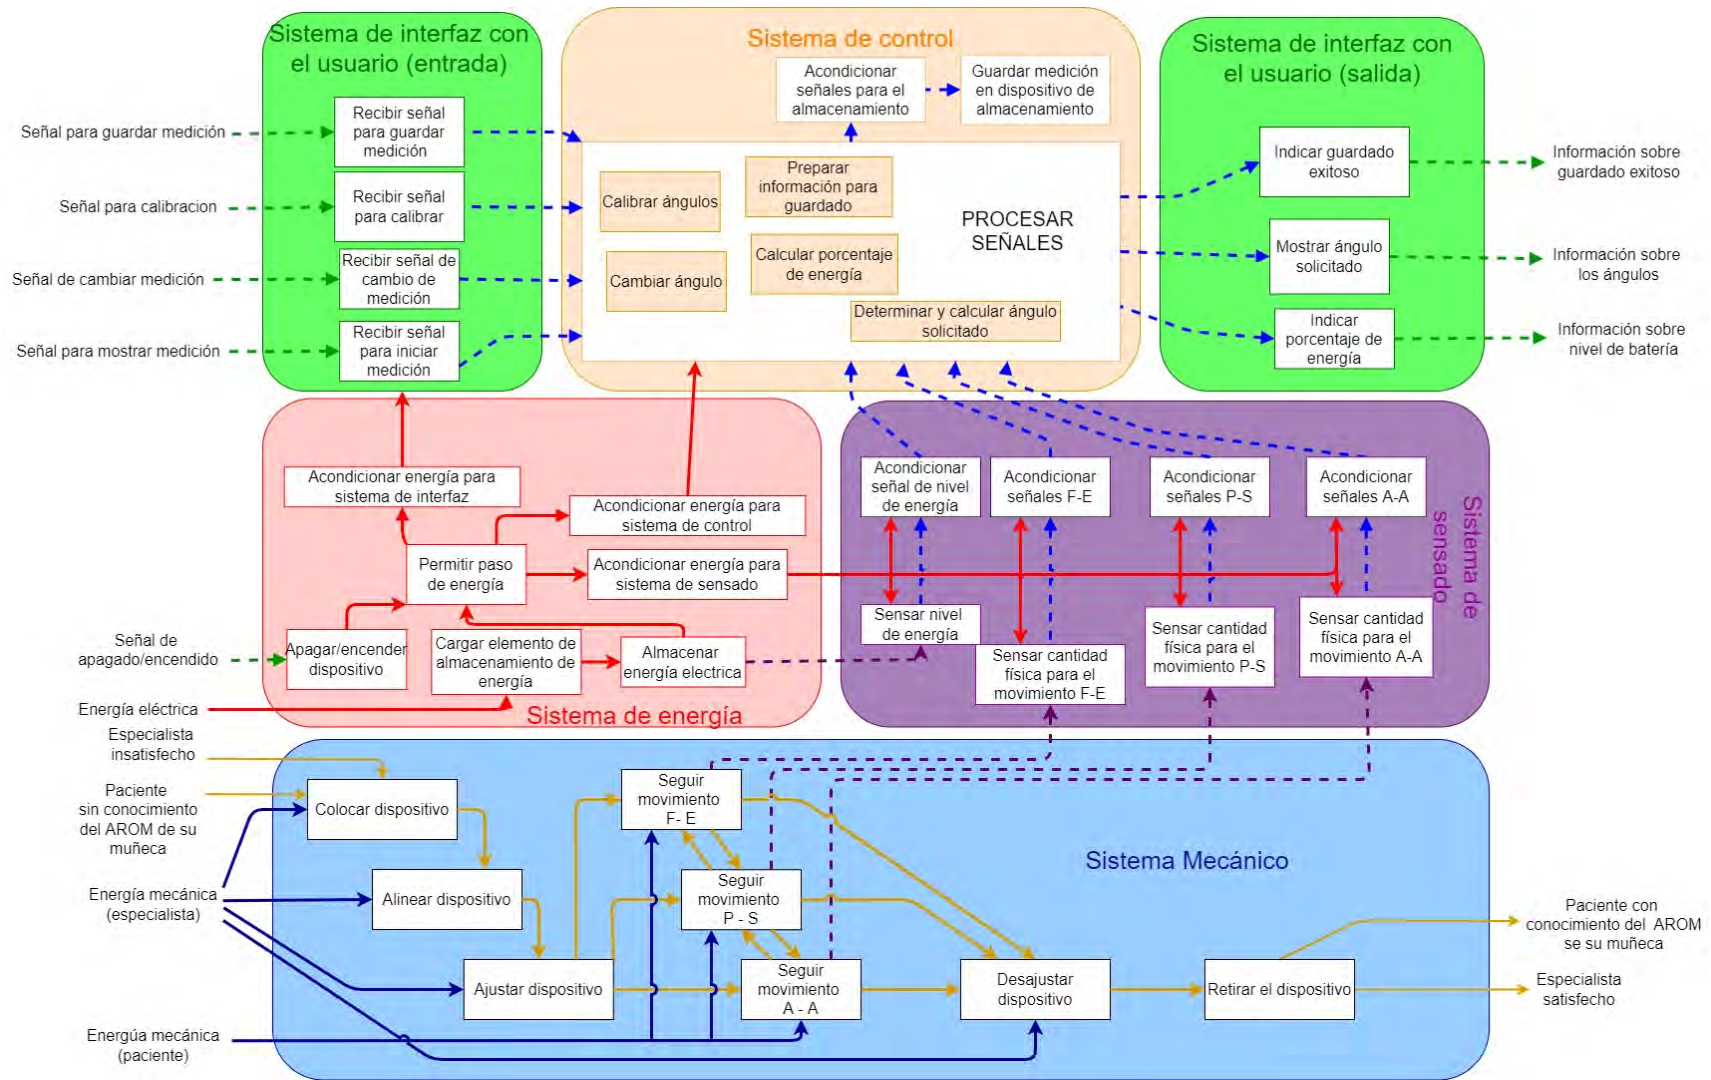 Sistema de interfaz con
el usuario (entrada)
Señal para guardar medición
Recibir señal
para guardar
medición
Señal para calibracion
Recibir señal
para calibrar
Señal de cambiar medición
Recibir señal de
cambio de
medición
Señal para mostrar medición
Recibir señal
para iniciar
medición
Sistema de control
Acondicionar
señales para el
almacenamiento
Guardar medición
en dispositivo de
almacenamiento
Calibrar ángulos
Preparar
información para
guardado
PROCESAR
SEÑALES
Cambiar ángulo
Calcular porcentaje
de energía
Determinar y calcular ángulo
solicitado
Sistema de interfaz con
el usuario (salida)
Indicar guardado
exitoso
Información sobre
guardado exitoso
Mostrar ángulo
solicitado
Información sobre
los ángulos
Indicar
porcentaje de
energía
Información sobre
nivel de batería
Acondicionar energía para
sistema de interfaz
Acondicionar energía para
sistema de control
Permitir paso
de energía
Acondicionar energía para
sistema de sensado
Señal de
apagado/encendido
Apagar/encender
dispositivo
Cargar elemento de
almacenamiento de
energía
Almacenar
energía electrica
Energía eléctrica
Sistema de energía
Acondicionar
señal de nivel
de energía
Acondicionar
señales F-E
Acondicionar
señales P-S
Acondicionar
señales A-A
Sistema de
sensado
Sensar nivel
de energía
Sensar cantidad
física para el
movimiento F-E
Sensar cantidad
física para el
movimiento P-S
Sensar cantidad
física para el
movimiento A-A
Especialista
insatisfecho
Paciente
sin conocimiento
del AROM de su
muñeca
Colocar dispositivo
Seguir
movimiento
F- E
Sistema Mecánico
Energía mecánica
(especialista)
Alinear dispositivo
Seguir
movimiento
P - S
Paciente con
conocimiento del AROM
se su muñeca
Ajustar dispositivo
Seguir
movimiento
A - A
Desajustar
dispositivo
Retirar el dispositivo
Especialista
satisfecho
Energúa mecánica
(paciente)